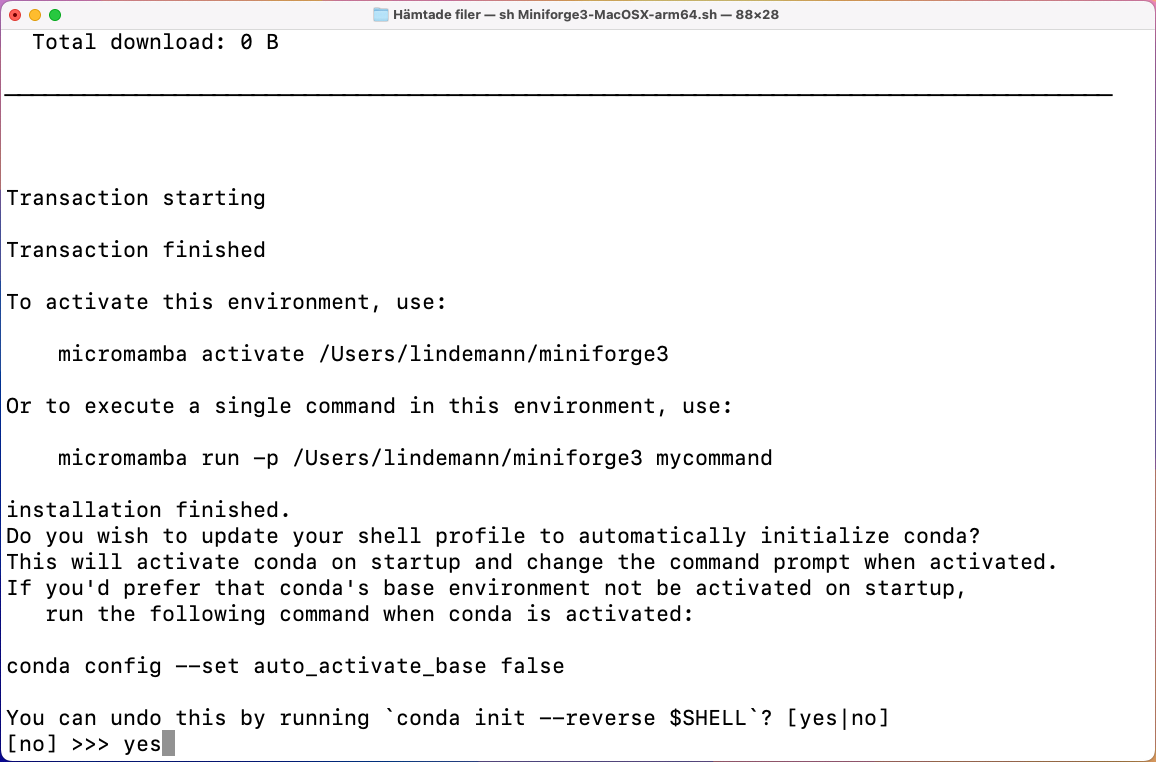 Hämtade filer — sh Miniforge3-MacOSX-arm64.sh — 88×28
Total download: 0 B
Transaction starting
Transaction finished
To activate this environment, use:
micromamba activate /Users/lindemann/miniforge3
Or to execute a single command in this environment, use:
micromamba run -p /Users/lindemann/miniforge3 mycommand
installation finished.
Do you wish to update your shell profile to automatically initialize conda?
This will activate conda on startup and change the command prompt when activated.
If you'd prefer that conda's base environment not be activated on startup,
run the following command when conda is activated:
conda config --set auto_activate_base false
You can undo this by running `conda init --reverse $SHELL`? [yes|no]
[no] >>> yes